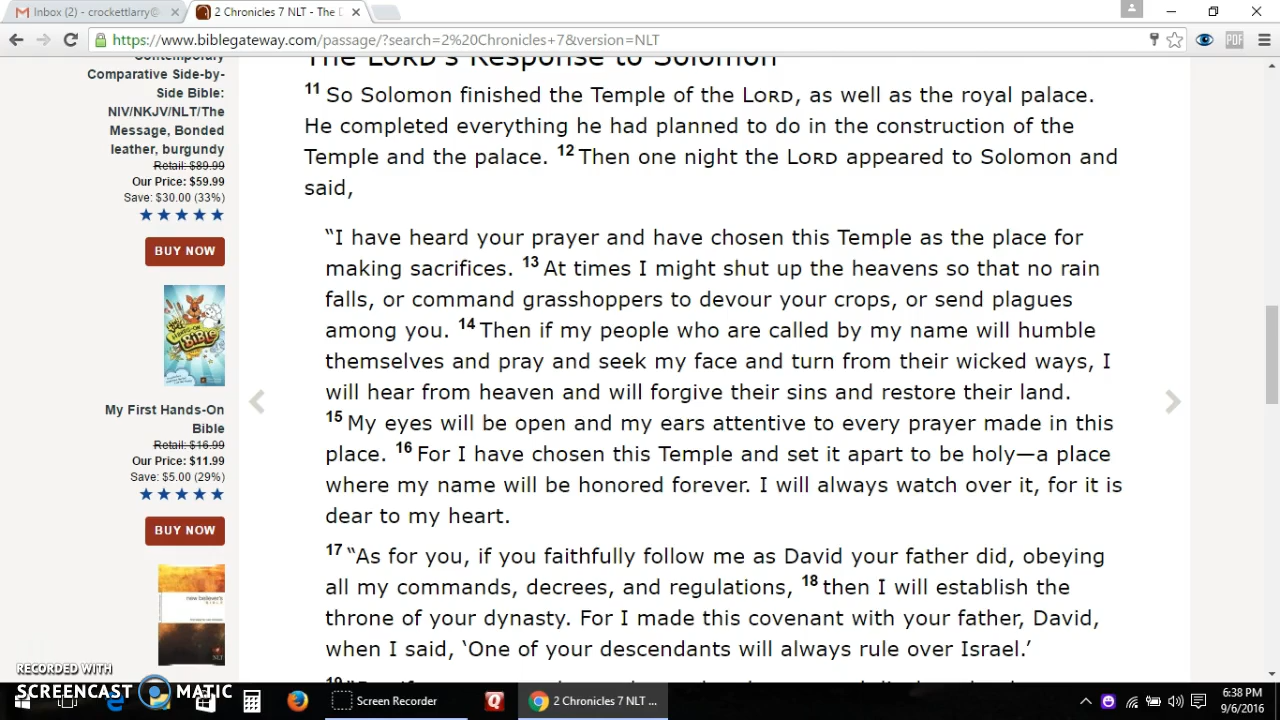 Inbox (2) - crockettlarry@
2 Chronicles 7 NLT - The
https://www.biblegateway.com/passage/?search=2%20Chronicles+7&version=NLT
PDF
Contemporary
Comparative Side-by-
Side Bible:
NIV/NKJV/NLT/The
Message, Bonded
leather, burgundy
Retail: $89.99
Our Price: $59.99
Save: $30.00 (33%)
BUY NOW
Hands-On
Bible
My First Hands-On
Bible
Retail: $16.99
Our Price: $11.99
Save: $5.00 (29%)
BUY NOW
new believer's
BIBLE
NLT
The LORD's Response to Solomon
11 So Solomon finished the Temple of the LORD, as well as the royal palace.
He completed everything he had planned to do in the construction of the
Temple and the palace. 12 Then one night the LORD appeared to Solomon and
said,
“I have heard your prayer and have chosen this Temple as the place for
making sacrifices. 13 At times I might shut up the heavens so that no rain
falls, or command grasshoppers to devour your crops, or send plagues
among you. 14 Then if my people who are called by my name will humble
themselves and pray and seek my face and turn from their wicked ways, I
will hear from heaven and will forgive their sins and restore their land.
15 My eyes will be open and my ears attentive to every prayer made in this
place. 16 For I have chosen this Temple and set it apart to be holy—a place
where my name will be honored forever. I will always watch over it, for it is
dear to my heart.
17 “As for you, if you faithfully follow me as David your father did, obeying
all my commands, decrees, and regulations, 18 then I will establish the
throne of your dynasty. For I made this covenant with your father, David,
when I said, ‘One of your descendants will always rule over Israel.’
RECORDED WITH
SCREENCAST MATIC
Screen Recorder
2 Chronicles 7 NLT ...
6:38 PM
9/6/2016